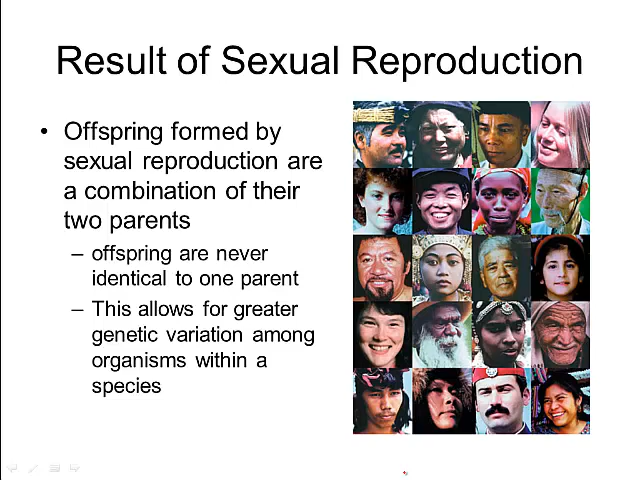 Result of Sexual Reproduction
• Offspring formed by
sexual reproduction are
a combination of their
two parents
– offspring are never
identical to one parent
– This allows for greater
genetic variation among
organisms within a
species